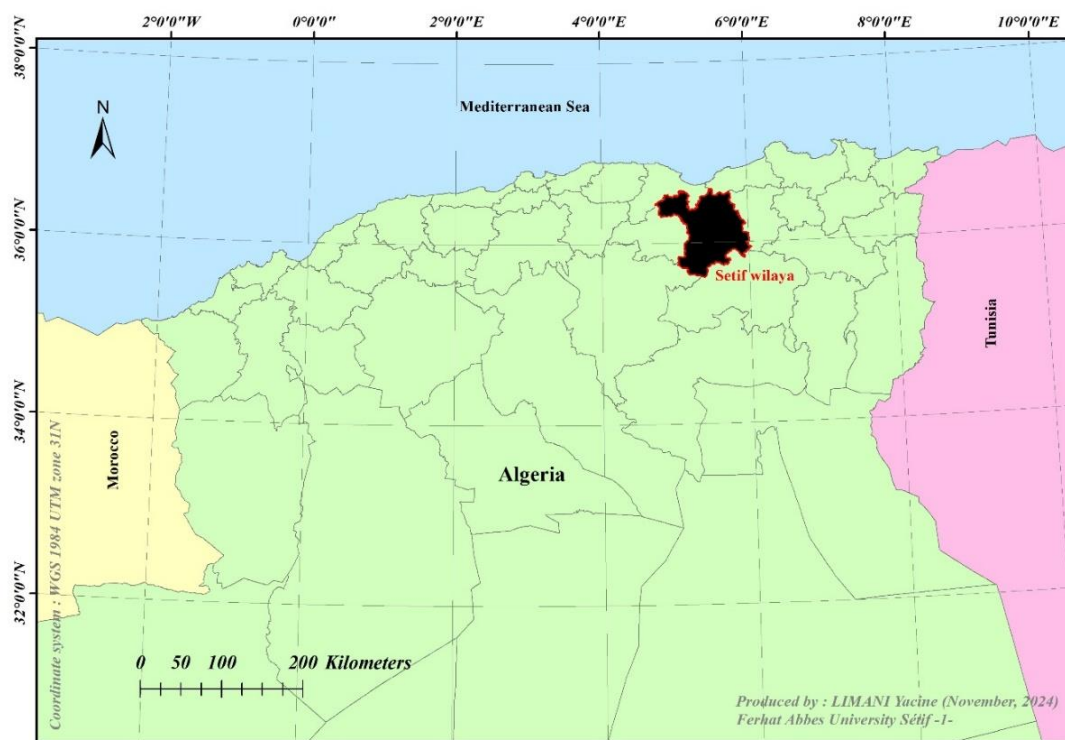 2°0'0"W 0°0'0" 2°0'0"E 4°0'0"E 6°0'0"E 8°0'0"E 10°0'0"E
38°0'0"N
36°0'0"N
34°0'0"N
32°0'0"N
N
Mediterranean Sea
Setif wilaya
Tunisia
Morocco
Algeria
Coordinate system : WGS 1984 UTM zone 31N
0 50 100 200 Kilometers
Produced by : LIMANI Yacine (November, 2024)
Ferhat Abbes University Sétif -1-